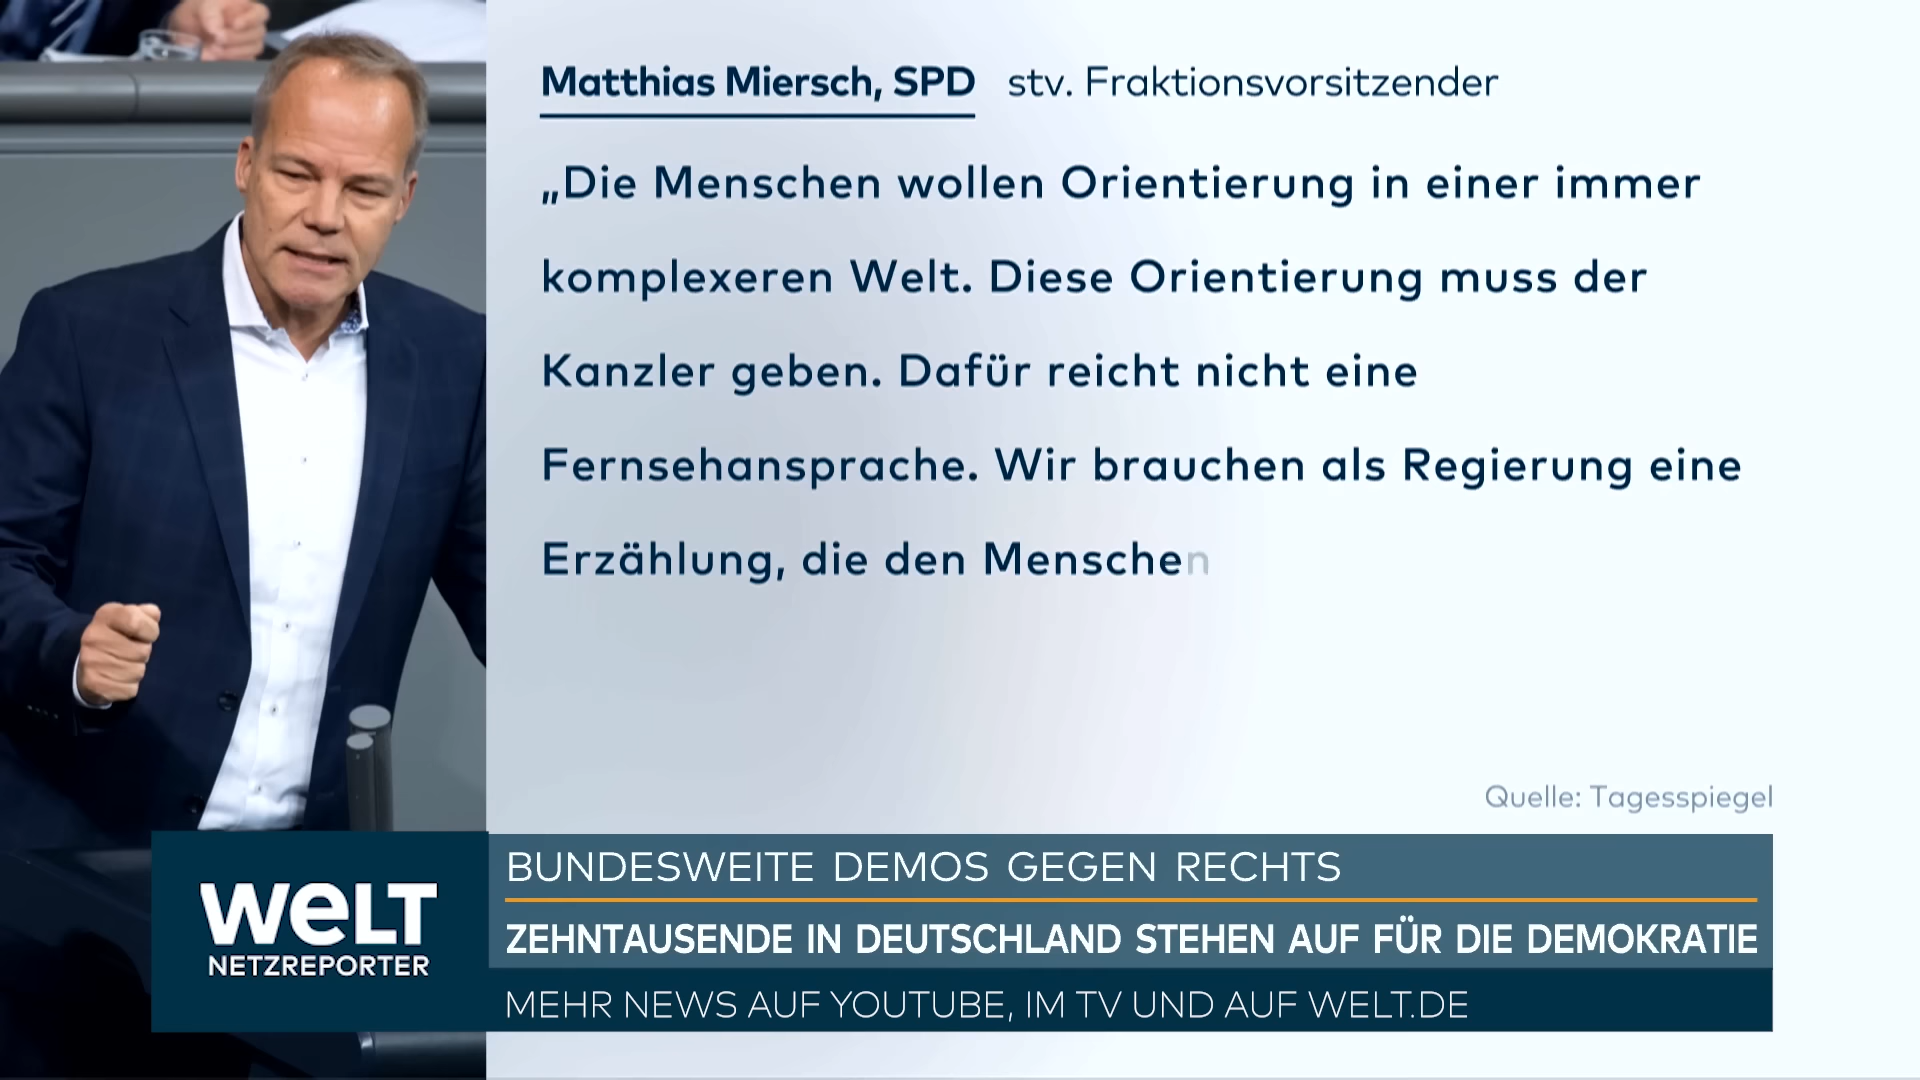 Matthias Miersch, SPD stv. Fraktionsvorsitzender
„Die Menschen wollen Orientierung in einer immer
komplexeren Welt. Diese Orientierung muss der
Kanzler geben. Dafür reicht nicht eine
Fernsehansprache. Wir brauchen als Regierung eine
Erzählung, die den Menschen
Quelle: Tagesspiegel
WELT
NETZREPORTER
BUNDESWEITE DEMOS GEGEN RECHTS
ZEHNTAUSENDE IN DEUTSCHLAND STEHEN AUF FÜR DIE DEMOKRATIE
MEHR NEWS AUF YOUTUBE, IM TV UND AUF WELT.DE